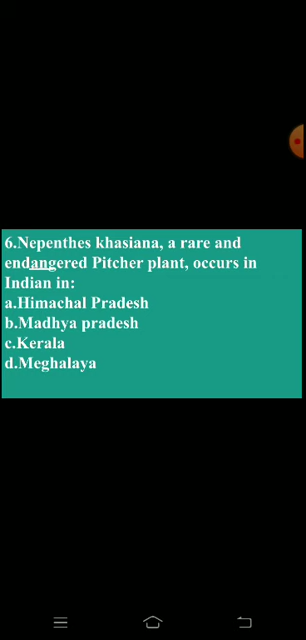 6.Nepenthes khasiana, a rare and
endangered Pitcher plant, occurs in
Indian in:
a.Himachal Pradesh
b.Madhya pradesh
c.Kerala
d.Meghalaya